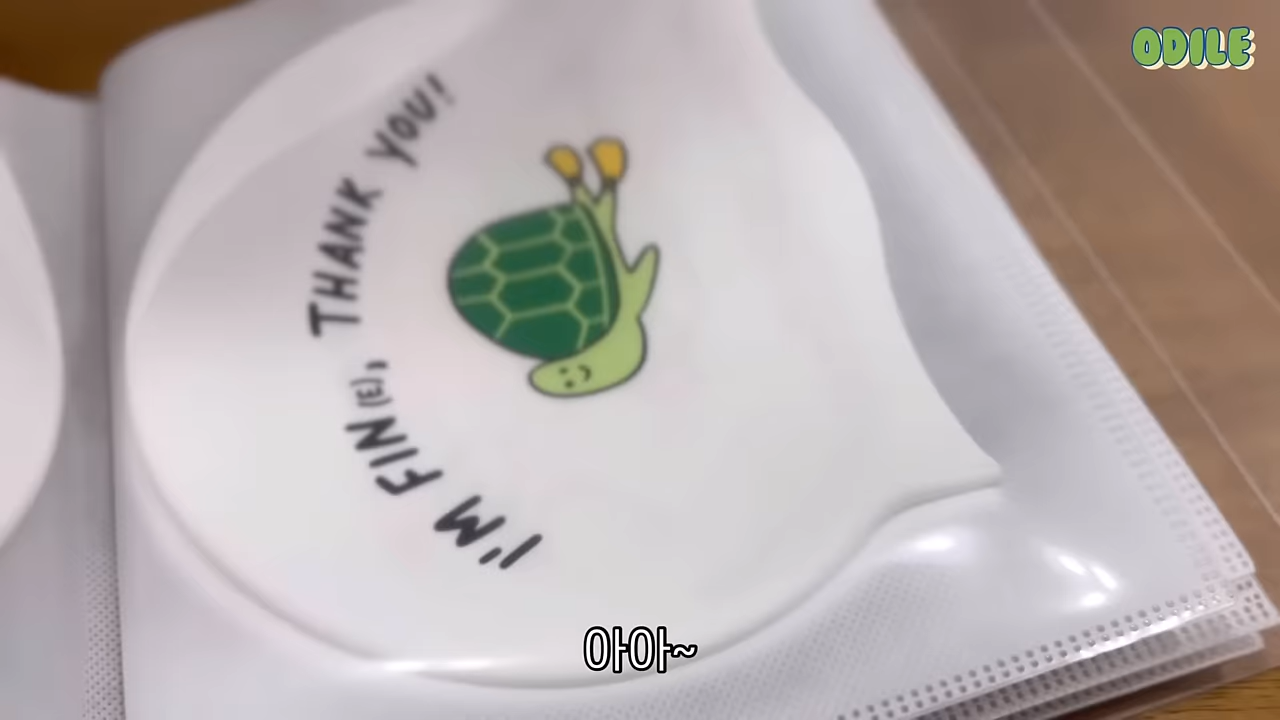 ODILE
I'M FIN(E), THANK YOU!
아아~